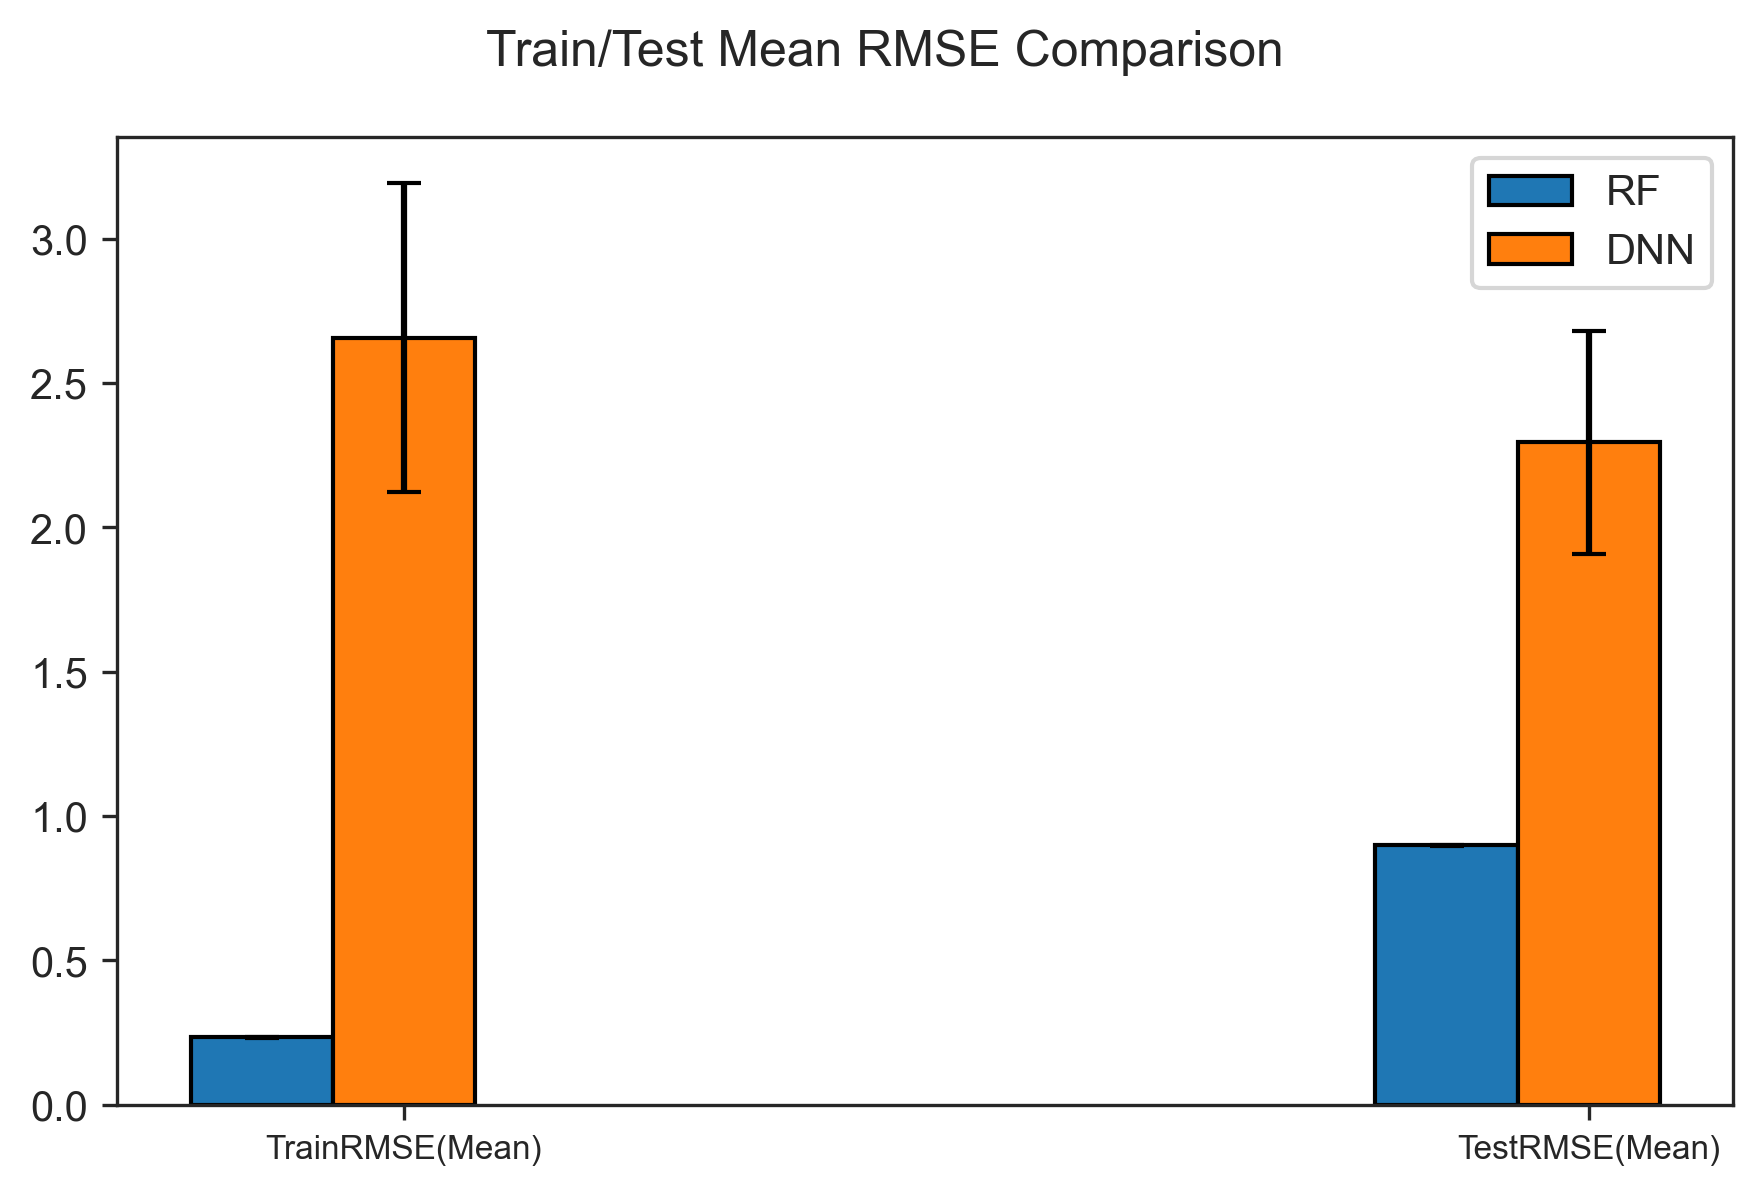 Train/Test Mean RMSE Comparison
RF
DNN
3.0
2.5
2.0
1.5
1.0
0.5
0.0
TrainRMSE(Mean)
TestRMSE(Mean)